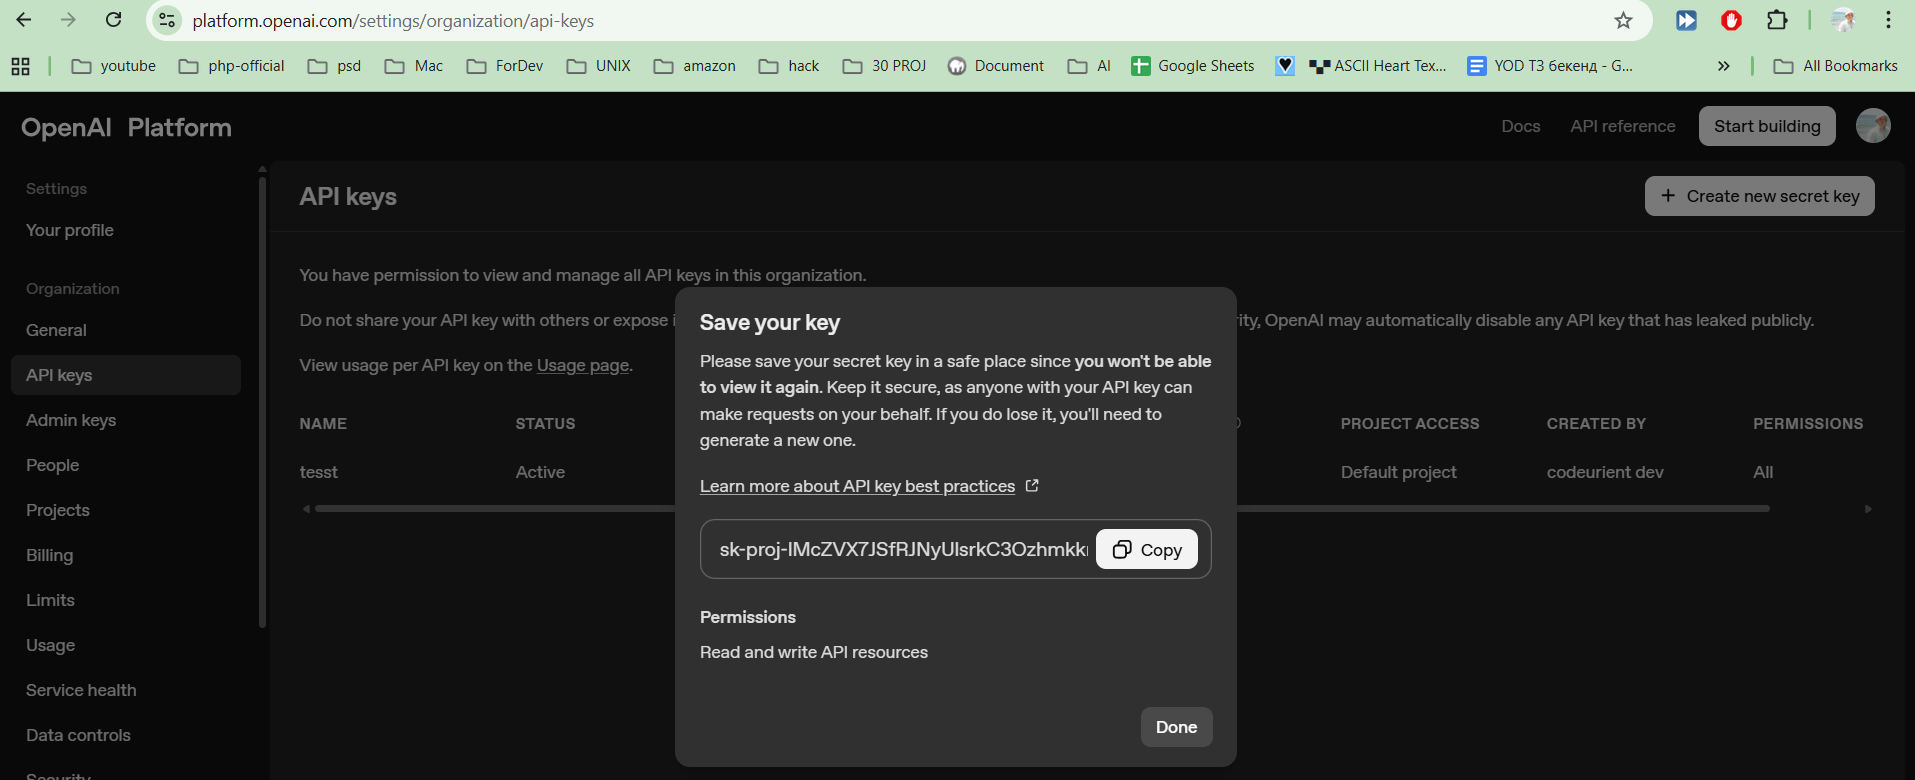 platform.openai.com/settings/organization/api-keys
youtube
php-official
psd
Mac
ForDev
UNIX
amazon
hack
30 PROJ
Document
AI
Google Sheets
ASCII Heart Tex...
YOD ТЗ бекенд - G...
All Bookmarks
OpenAI Platform
Docs
API reference
Start building
Settings
Your profile
Organization
General
API keys
Admin keys
People
Projects
Billing
Limits
Usage
Service health
Data controls
Security
API keys
+ Create new secret key
You have permission to view and manage all API keys in this organization.
Do not share your API key with others or expose
OpenAI may automatically disable any API key that has leaked publicly.
View usage per API key on the Usage page.
NAME STATUS PROJECT ACCESS CREATED BY PERMISSIONS
tesst Active Default project codeurient dev All
Save your key
Please save your secret key in a safe place since you won't be able
to view it again. Keep it secure, as anyone with your API key can
make requests on your behalf. If you do lose it, you'll need to
generate a new one.
Learn more about API key best practices
Copy
Permissions
Read and write API resources
Done